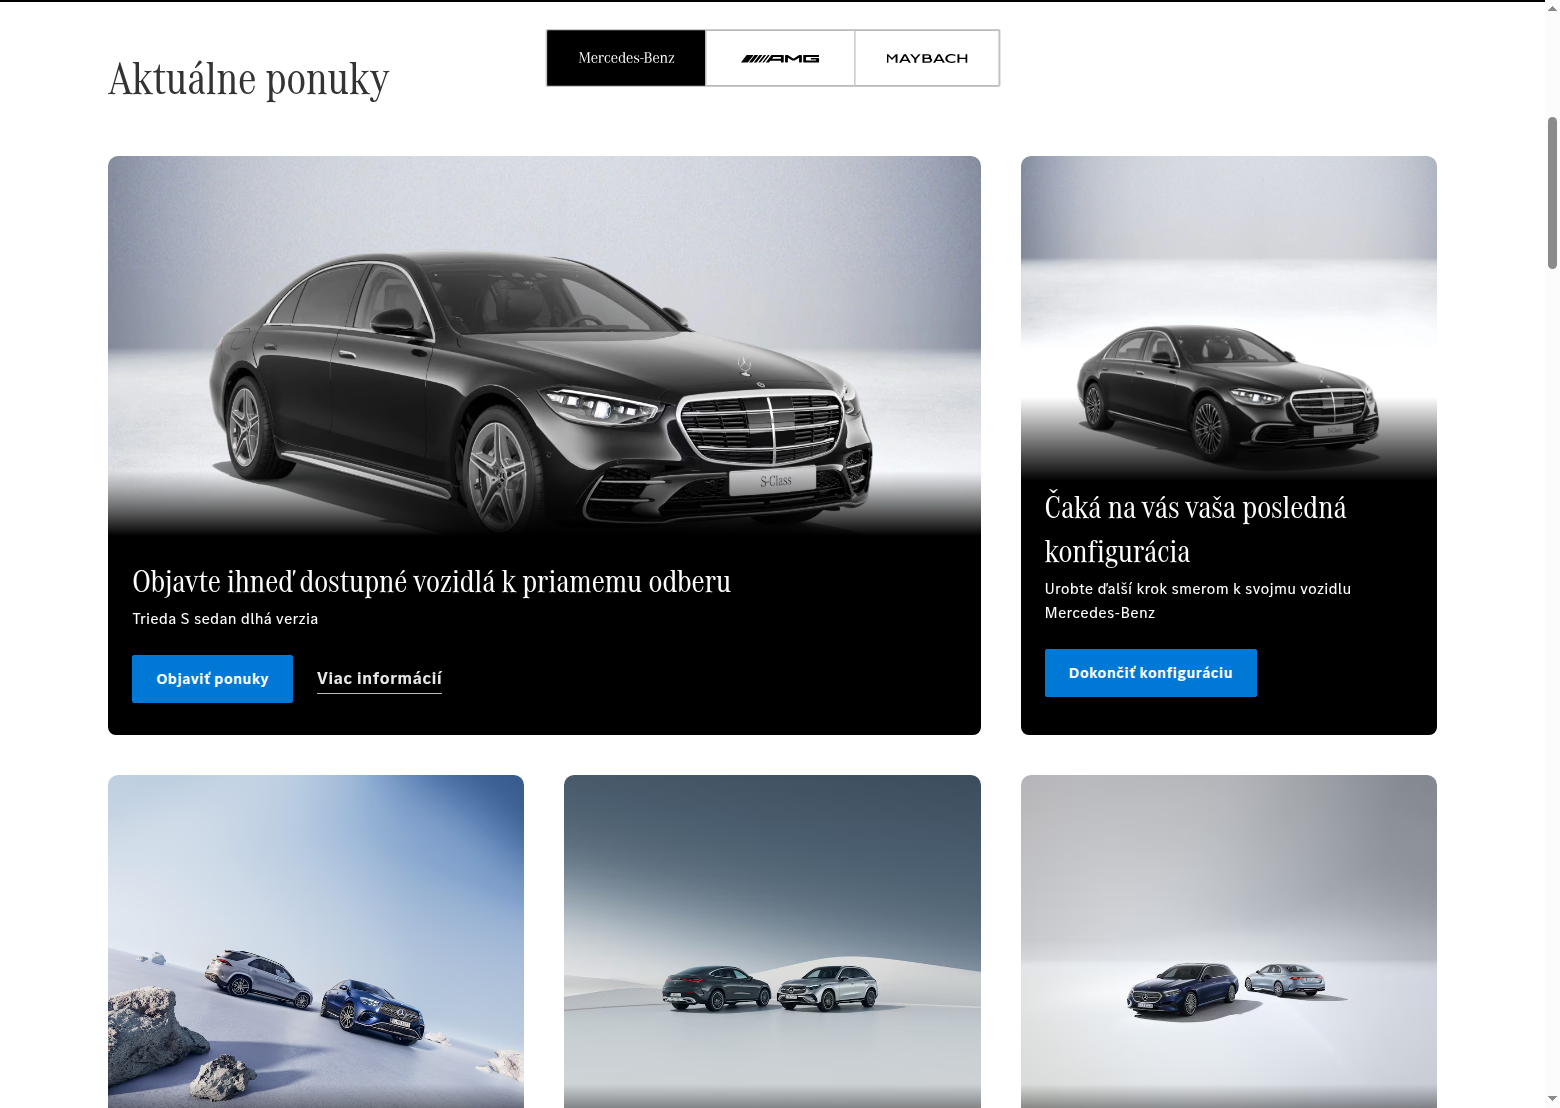 Aktuálne ponuky
Mercedes-Benz
AMG
MAYBACH
S-Class
Objavte ihneď dostupné vozidlá k priamemu odberu
Trieda S sedan dlhá verzia
Objaviť ponuky
Viac informácií
Čaká na vás vaša posledná
konfigurácia
Urobte ďalší krok smerom k svojmu vozidlu
Mercedes-Benz
Dokončiť konfiguráciu